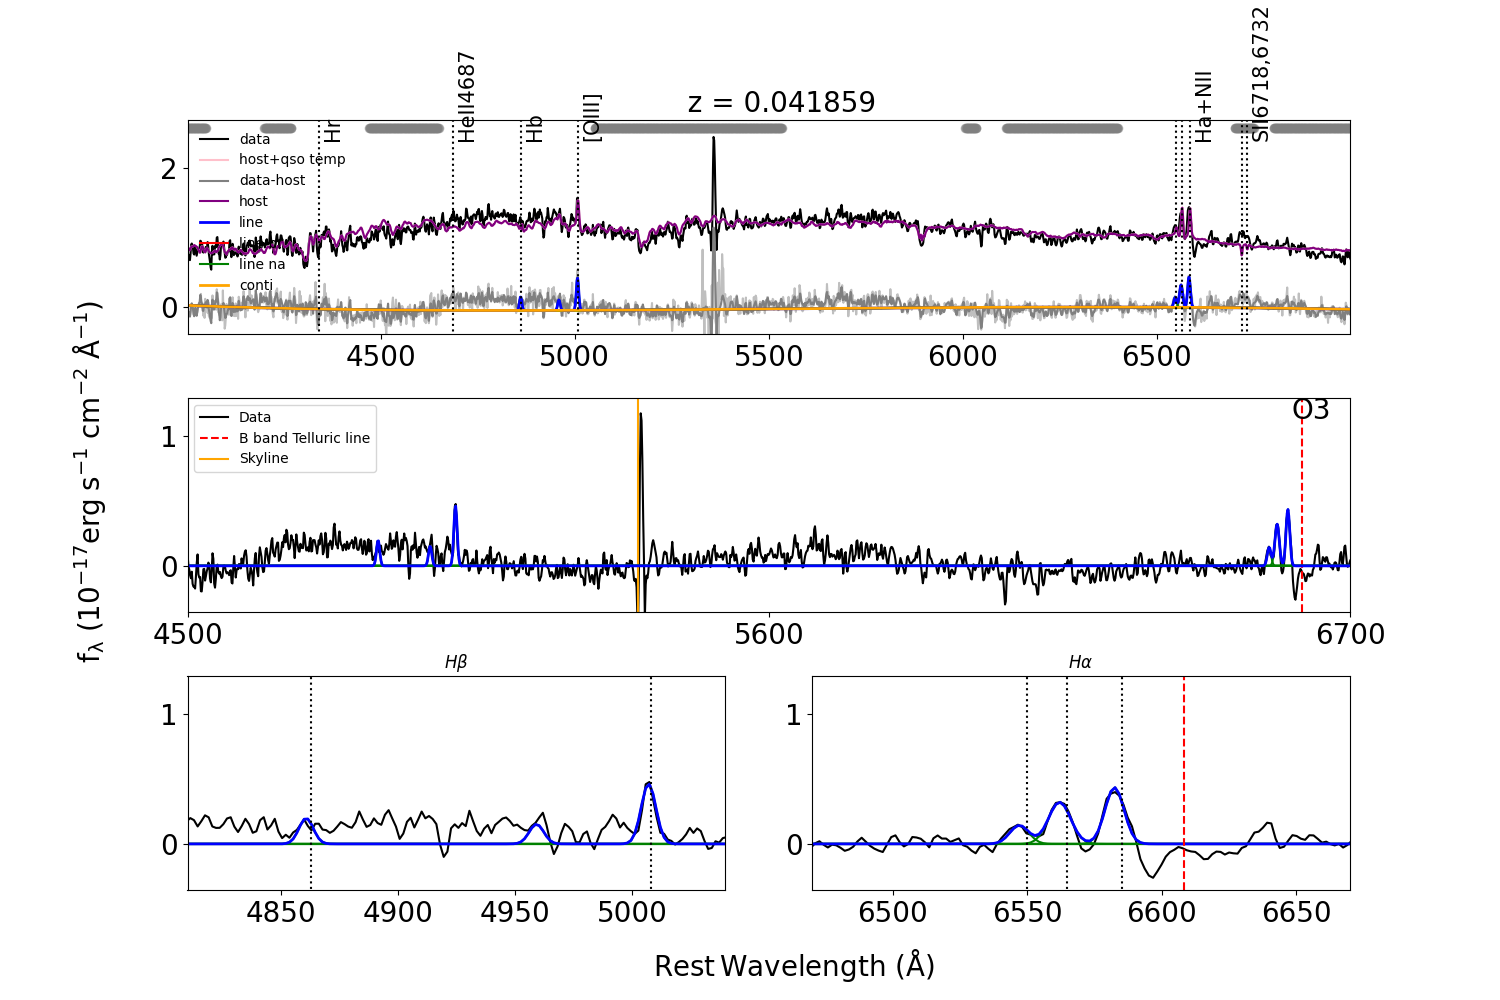 z = 0.041859
Hr
HeII4687
Hb
[OIII]
Ha+NII
SII6718,6732
data
host+qso temp
data-host
host
line
line na
conti
2
0
4500 5000 5500 6000 6500
fλ (10−17erg s−1 cm−2 Å−1)
Data
B band Telluric line
Skyline
O3
1
0
4500 5600 6700
Hβ
1
0
4850 4900 4950 5000
Hα
1
0
6500 6550 6600 6650
Rest Wavelength (Å)